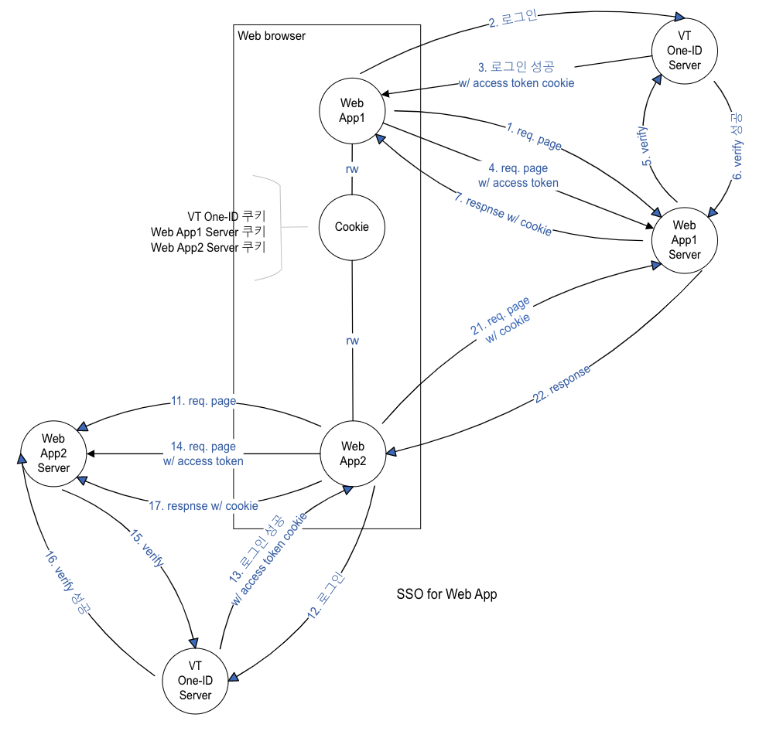 Web browser
2. 로그인
VT
One-ID
Server
3. 로그인 성공
w/ access token cookie
Web
App1
1. req. page
5. verify
6. verify 성공
4. req. page
w/ access token
rw
7. respnse w/ cookie
VT One-ID 쿠키
Web App1 Server 쿠키
Web App2 Server 쿠키
Cookie
Web
App1
Server
21. req. page
w/ cookie
rw
22. response
11. req. page
Web
App2
Server
14. req. page
w/ access token
Web
App2
17. respnse w/ cookie
13. 로그인 성공
w/ access token cookie
15. verify
16. verify 성공
12. 로그인
SSO for Web App
VT
One-ID
Server